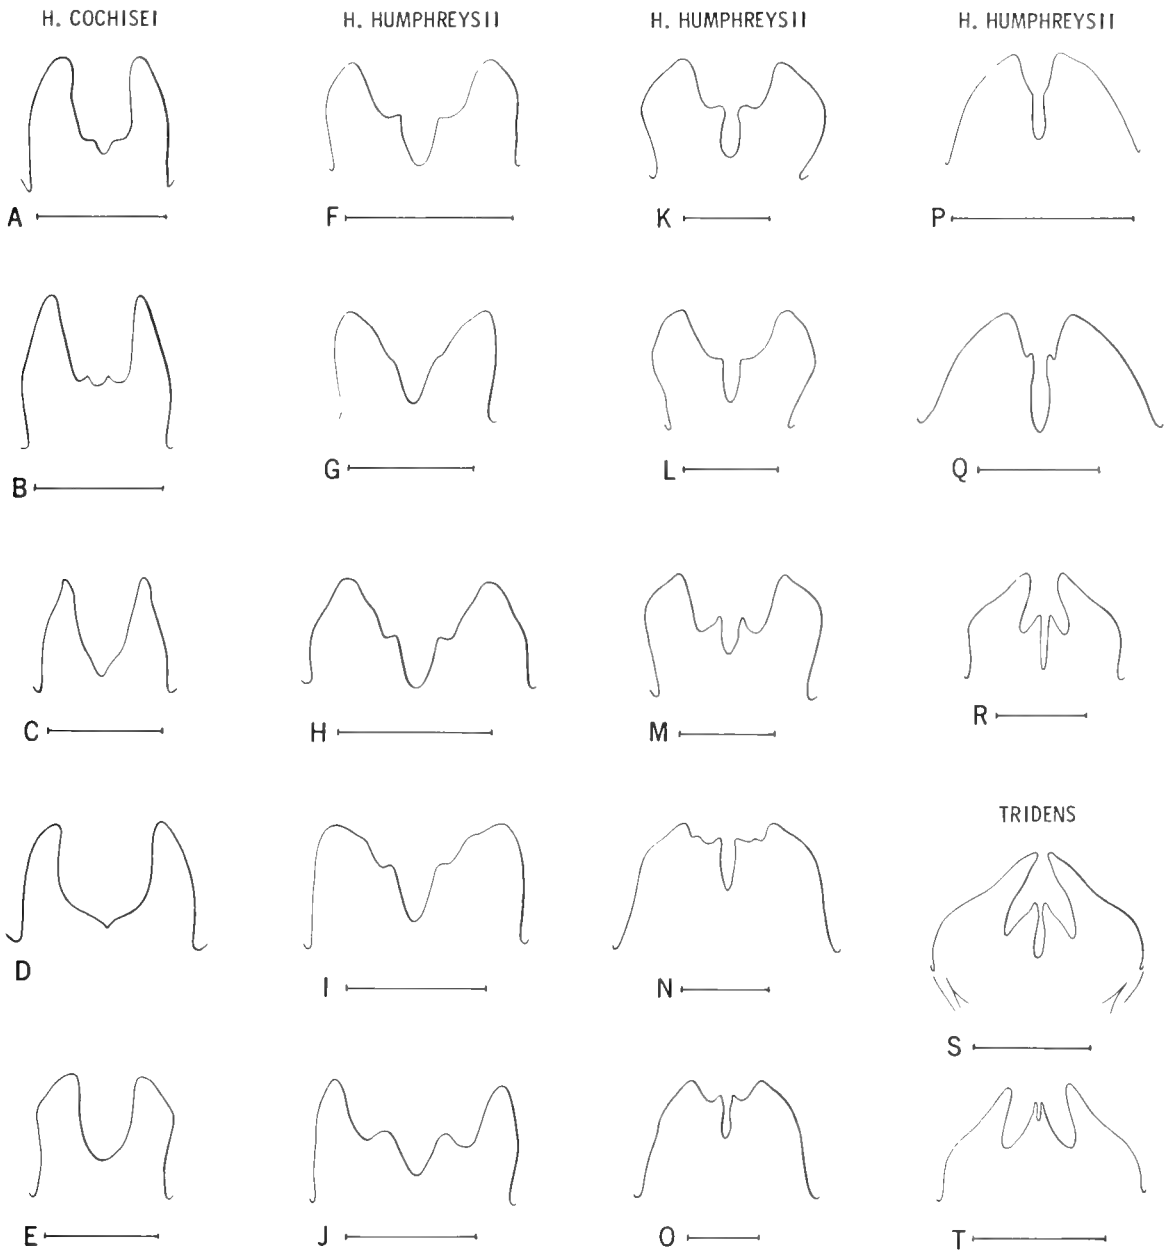 H. COCHISEI
H. HUMPHREYSII
H. HUMPHREYSII
H. HUMPHREYSII
A
F
K
P
B
G
L
Q
C
H
M
R
TRIDENS
D
I
N
S
E
J
O
T